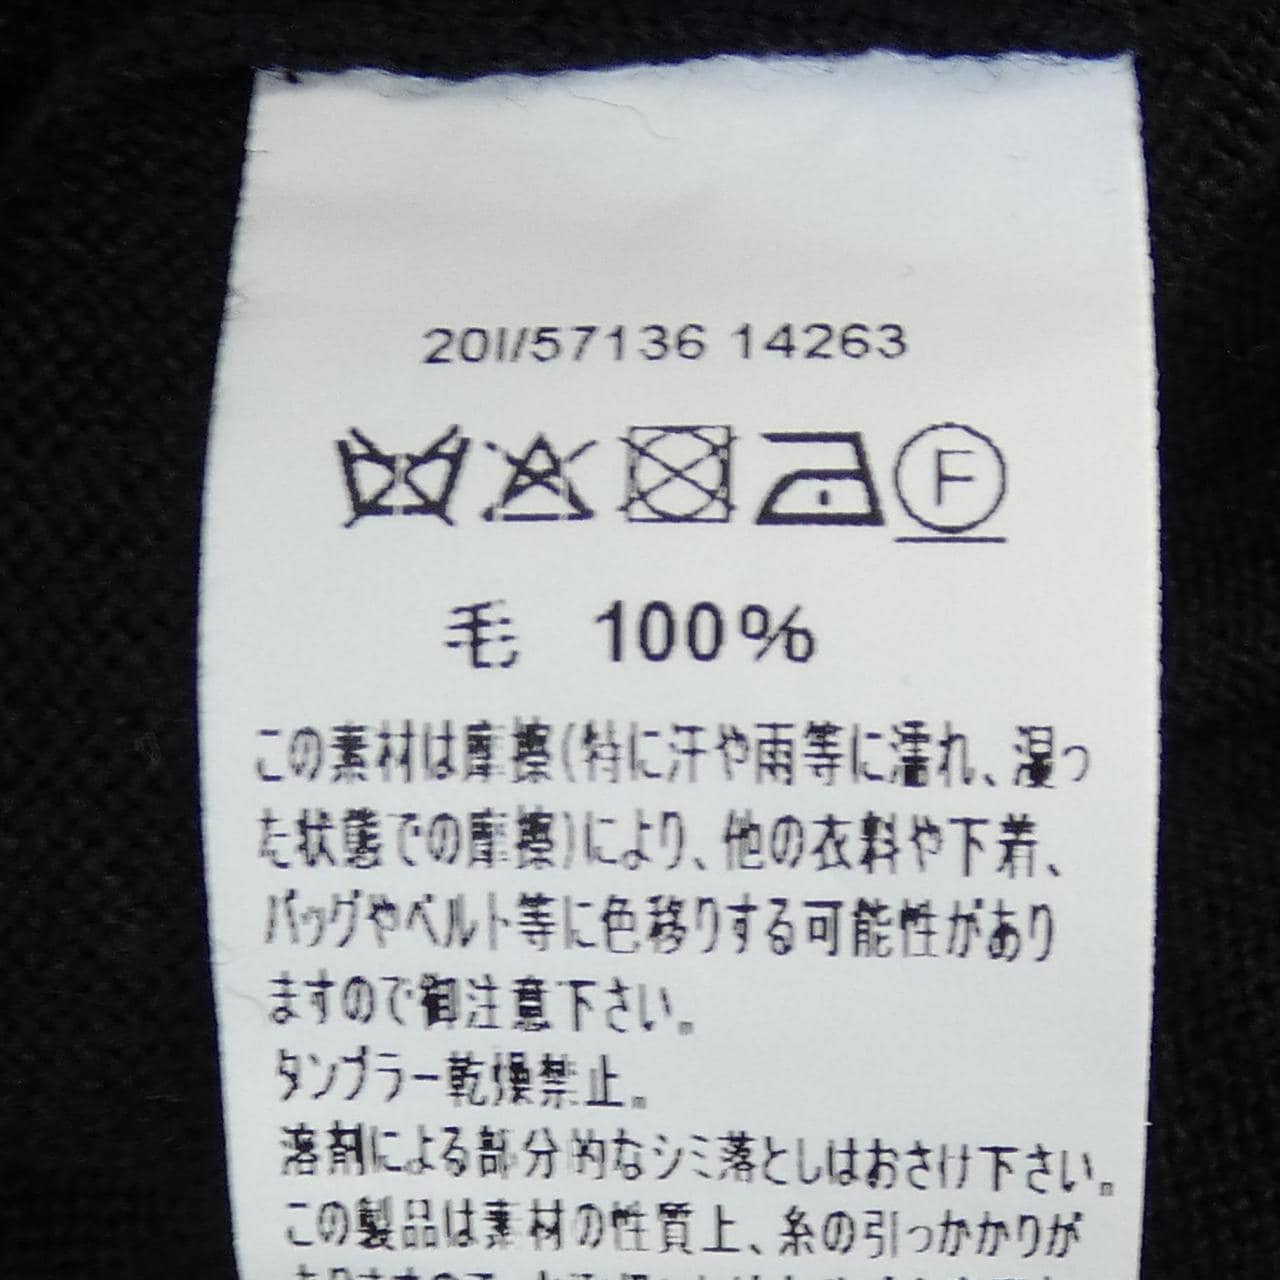 201/57136 14263
F
毛 100%
この素材は摩擦(特に汗や雨等に濡れ、湿っ
た状態での摩擦)により、他の衣料や下着、
バッグやベルト等に色移りする可能性があり
ますので御注意下さい。
タンブラー乾燥禁止。
溶剤による部分的なシミ落としはおさけ下さい。
この製品は素材の性質上、糸の引っかかりが